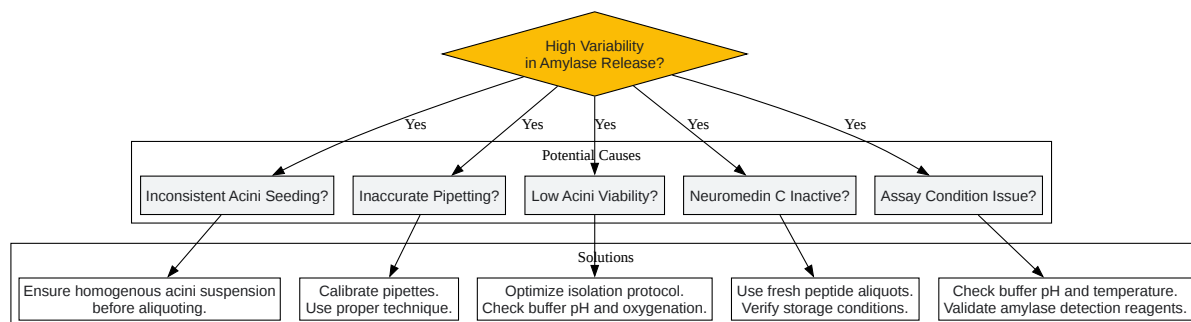 High Variability
in Amylase Release?
Yes
Yes
Yes
Yes
Yes
Potential Causes
Inconsistent Acini Seeding?
Inaccurate Pipetting?
Low Acini Viability?
Neuromedin C Inactive?
Assay Condition Issue?
Solutions
Ensure homogenous acini suspension
before aliquoting.
Calibrate pipettes.
Use proper technique.
Optimize isolation protocol.
Check buffer pH and oxygenation.
Use fresh peptide aliquots.
Verify storage conditions.
Check buffer pH and temperature.
Validate amylase detection reagents.